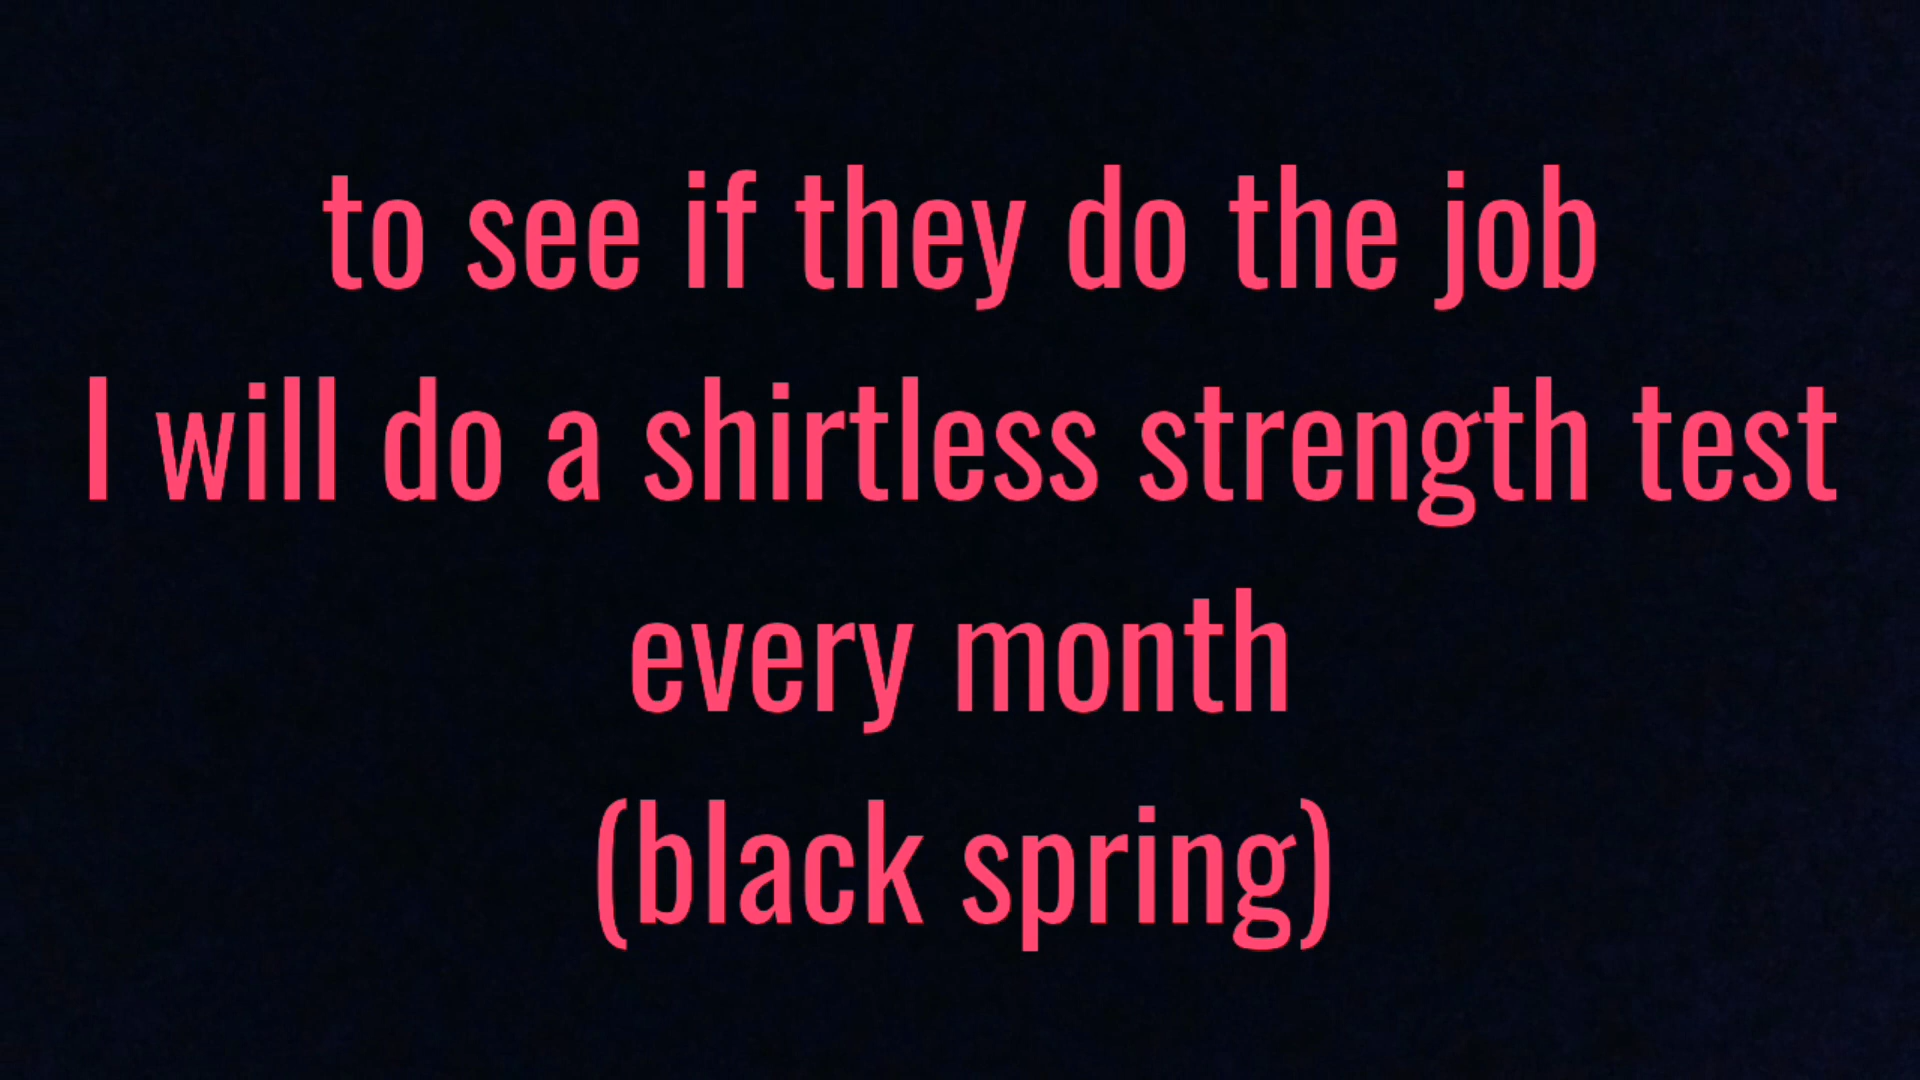 to see if they do the job
I will do a shirtless strength test
every month
(black spring)